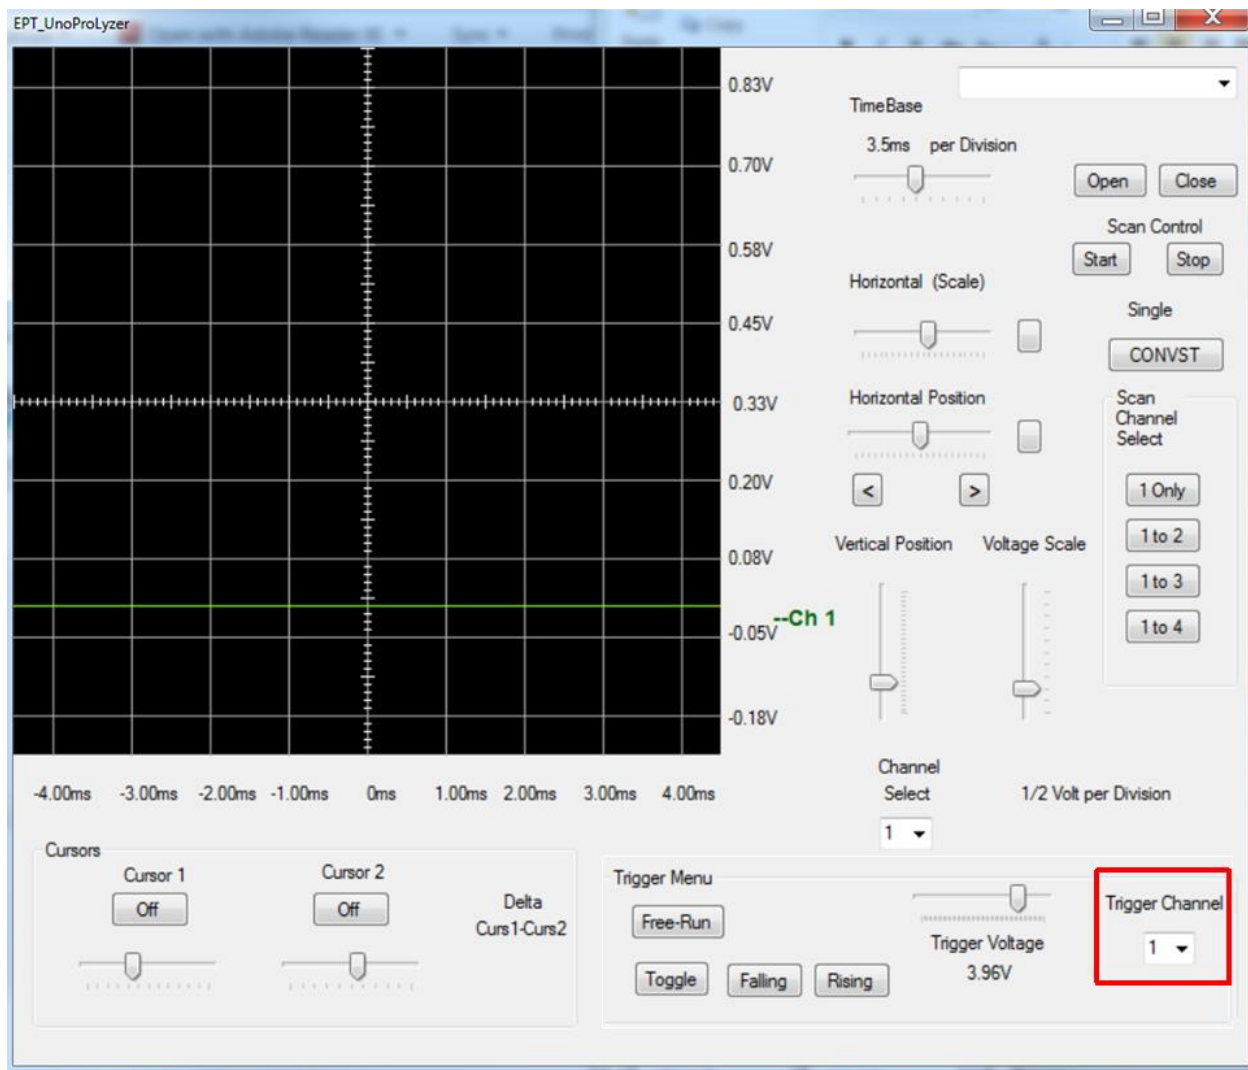 EPT_UnoProLyzer
0.83V
0.70V
0.58V
0.45V
0.33V
0.20V
0.08V
-0.05V
--Ch 1
-0.18V
-4.00ms -3.00ms -2.00ms -1.00ms 0ms 1.00ms 2.00ms 3.00ms 4.00ms
TimeBase
3.5ms per Division
Open Close
Scan Control
Start Stop
Horizontal (Scale)
Single
CONVST
Horizontal Position
< >
Scan
Channel
Select
1 Only
1 to 2
1 to 3
1 to 4
Vertical Position Voltage Scale
Channel
Select
1
1/2 Volt per Division
Cursors
Cursor 1 Cursor 2
Off Off
Delta
Curs1-Curs2
Trigger Menu
Free-Run
Toggle Falling Rising
Trigger Voltage
3.96V
Trigger Channel
1